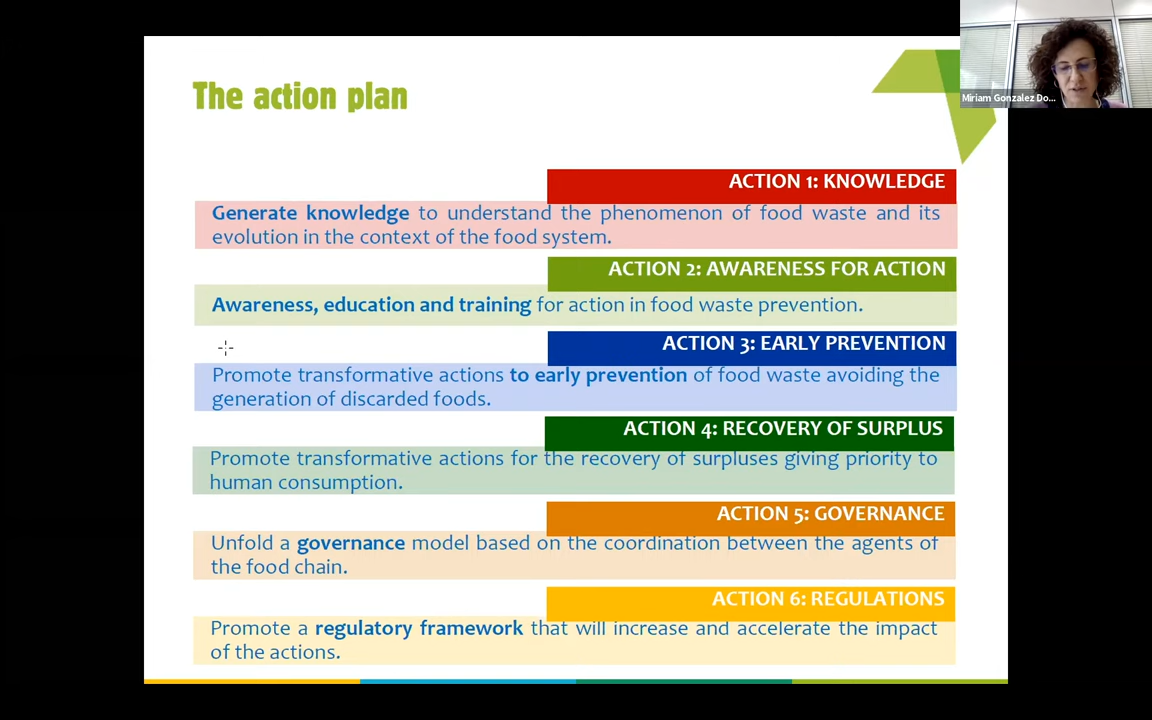 The action plan
Miriam Gonzalez Do...
ACTION 1: KNOWLEDGE
Generate knowledge to understand the phenomenon of food waste and its
evolution in the context of the food system.
ACTION 2: AWARENESS FOR ACTION
Awareness, education and training for action in food waste prevention.
ACTION 3: EARLY PREVENTION
Promote transformative actions to early prevention of food waste avoiding the
generation of discarded foods.
ACTION 4: RECOVERY OF SURPLUS
Promote transformative actions for the recovery of surpluses giving priority to
human consumption.
ACTION 5: GOVERNANCE
Unfold a governance model based on the coordination between the agents of
the food chain.
ACTION 6: REGULATIONS
Promote a regulatory framework that will increase and accelerate the impact
of the actions.